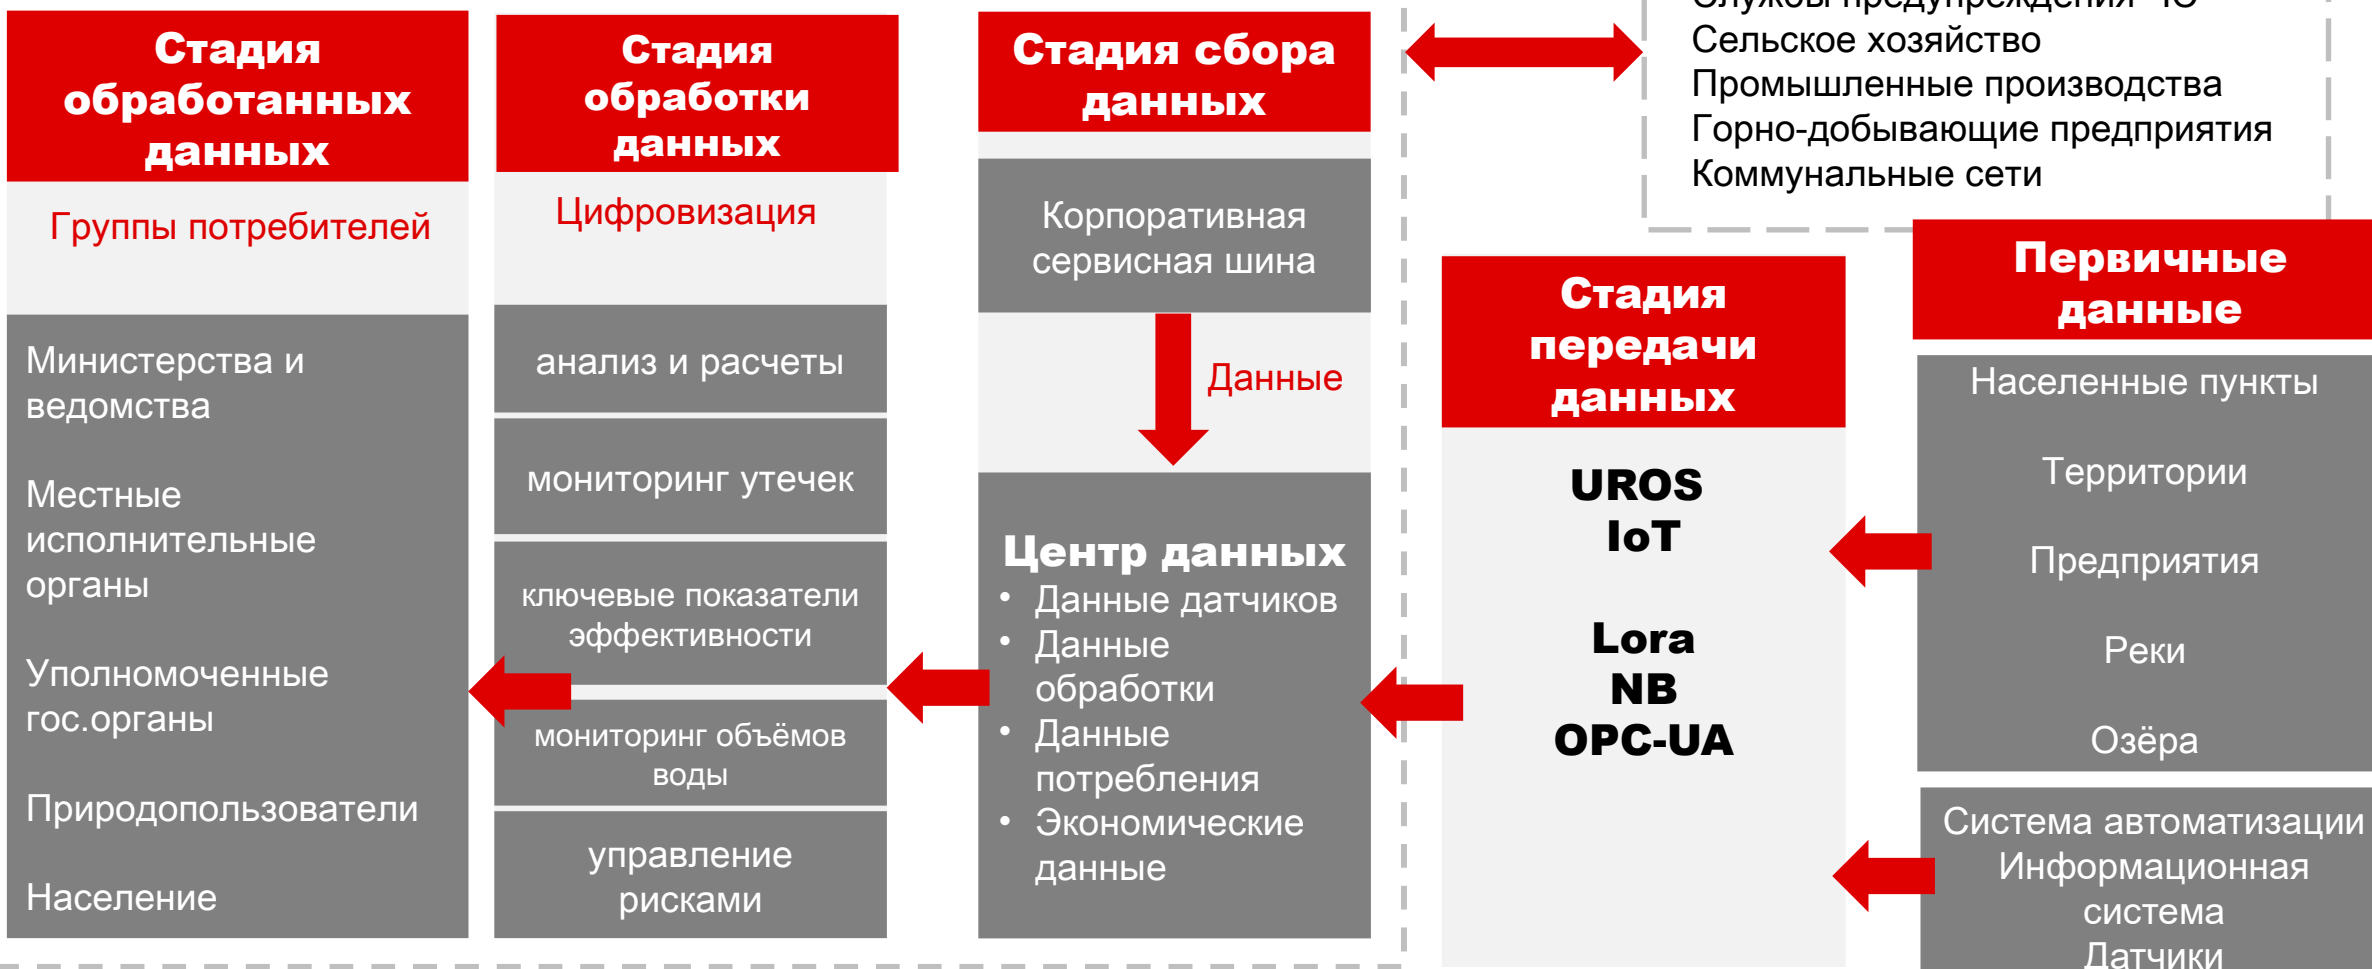 Стадия
обработанных
данных
Группы потребителей
Министерства и
ведомства
Местные
исполнительные
органы
Уполномоченные
гос.органы
Природопользователи
Население
Стадия
обработки
данных
Цифровизация
анализ и расчеты
мониторинг утечек
ключевые показатели
эффективности
мониторинг объёмов
воды
управление
рисками
Стадия сбора
данных
Корпоративная
сервисная шина
Данные
Центр данных
• Данные датчиков
• Данные
обработки
• Данные
потребления
• Экономические
данные
Службы предупреждения ЧС
Сельское хозяйство
Промышленные производства
Горно-добывающие предприятия
Коммунальные сети
Стадия
передачи
данных
UROS
IoT
Lora
NB
OPC-UA
Первичные
данные
Населенные пункты
Территории
Предприятия
Реки
Озёра
Система автоматизации
Информационная
система
Датчики